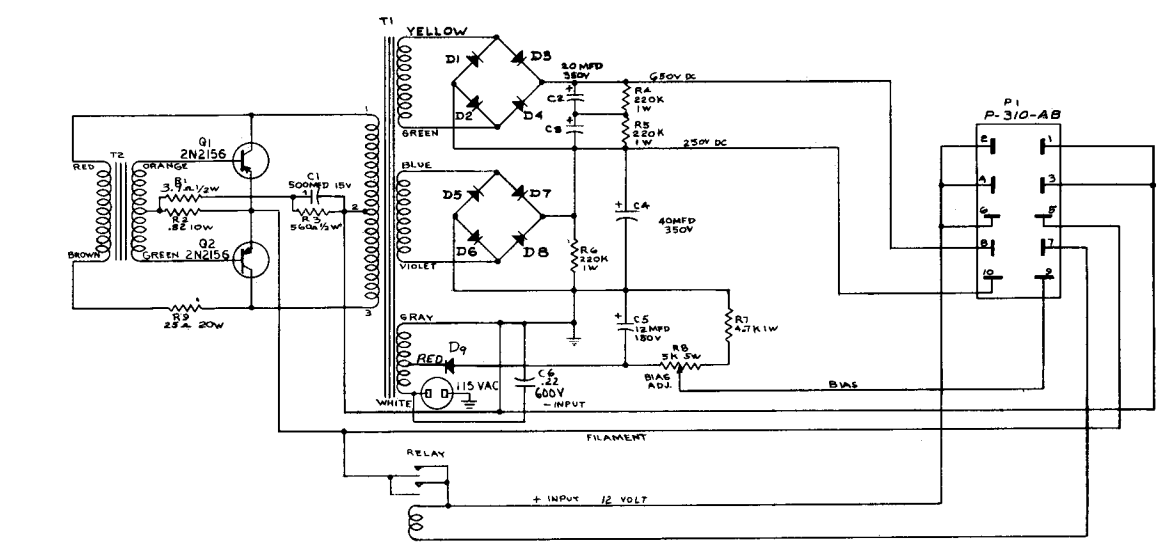 T1
YELLOW
D1
D3
20 MFD
350V
650V DC
P1
P-310-AB
C2
R4
220K
1W
D2
D4
C3
R5
220K
1W
GREEN
250V DC
1
2
1
Q1
2N2156
T2
RED
ORANGE
BLUE
R1
3.9Ω 1/2W
C1
500MFD 15V
D5
D7
4
3
2
C4
R2
.82 10W
R3
560Ω 1/2W
40MFD
350V
6
5
Q2
BROWN
GREEN 2N2156
D6
D8
R6
220K
1W
8
7
VIOLET
10
9
3
R9
25Ω 20W
GRAY
C5
12MFD
150V
R7
4.7K 1W
D9
RED
R8
5K 5W
115 VAC
C6
.22
600V
BIAS
ADJ.
BIAS
WHITE
- INPUT
FILAMENT
RELAY
+ INPUT 12 VOLT